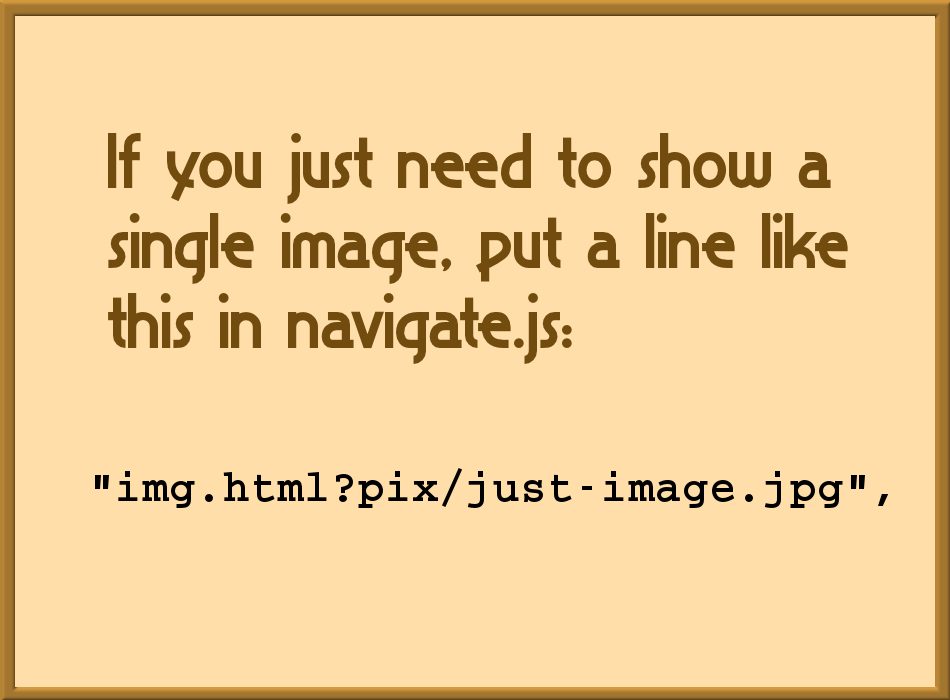 If you just need to show a
single image, put a line like
this in navigate.js:
"img.html?pix/just-image.jpg",